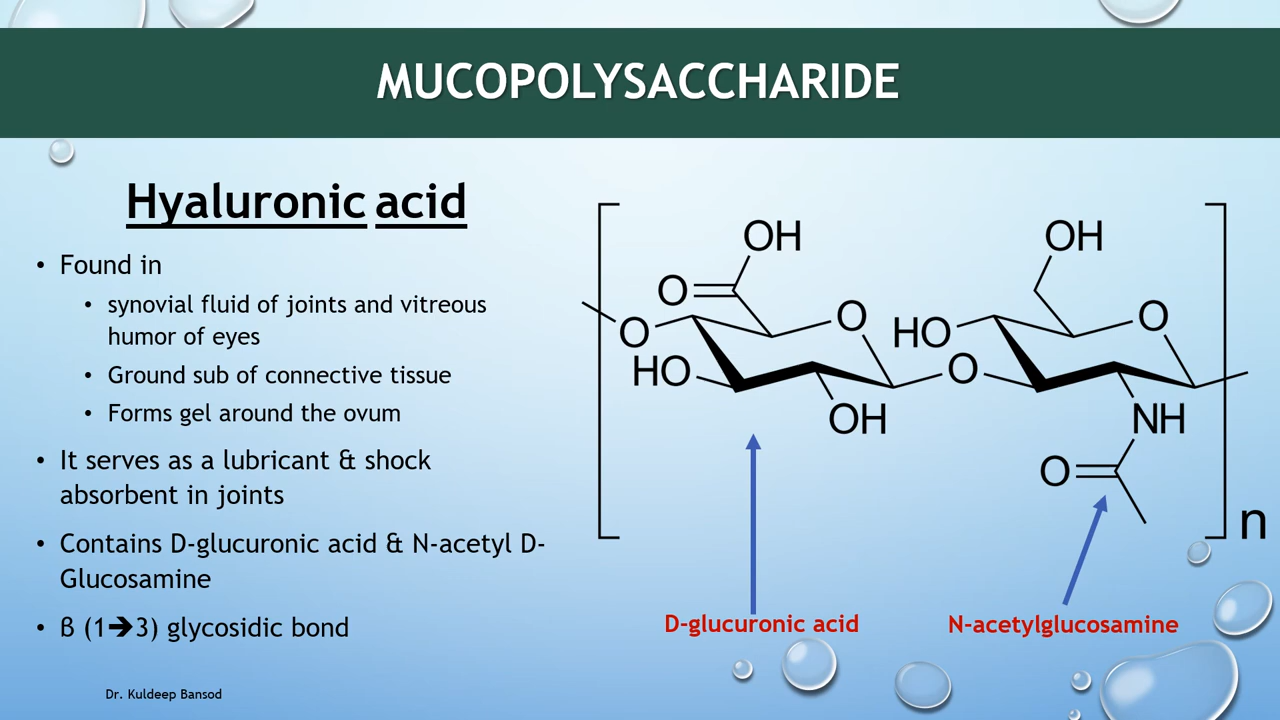 MUCOPOLYSACCHARIDE
Hyaluronic acid
• Found in
• synovial fluid of joints and vitreous
humor of eyes
• Ground sub of connective tissue
• Forms gel around the ovum
• It serves as a lubricant & shock
absorbent in joints
• Contains D-glucuronic acid & N-acetyl D-
Glucosamine
• β (1➔3) glycosidic bond
OH
O
O
O
HO
OH
O
OH
HO
O
NH
O
n
D-glucuronic acid
N-acetylglucosamine
Dr. Kuldeep Bansod